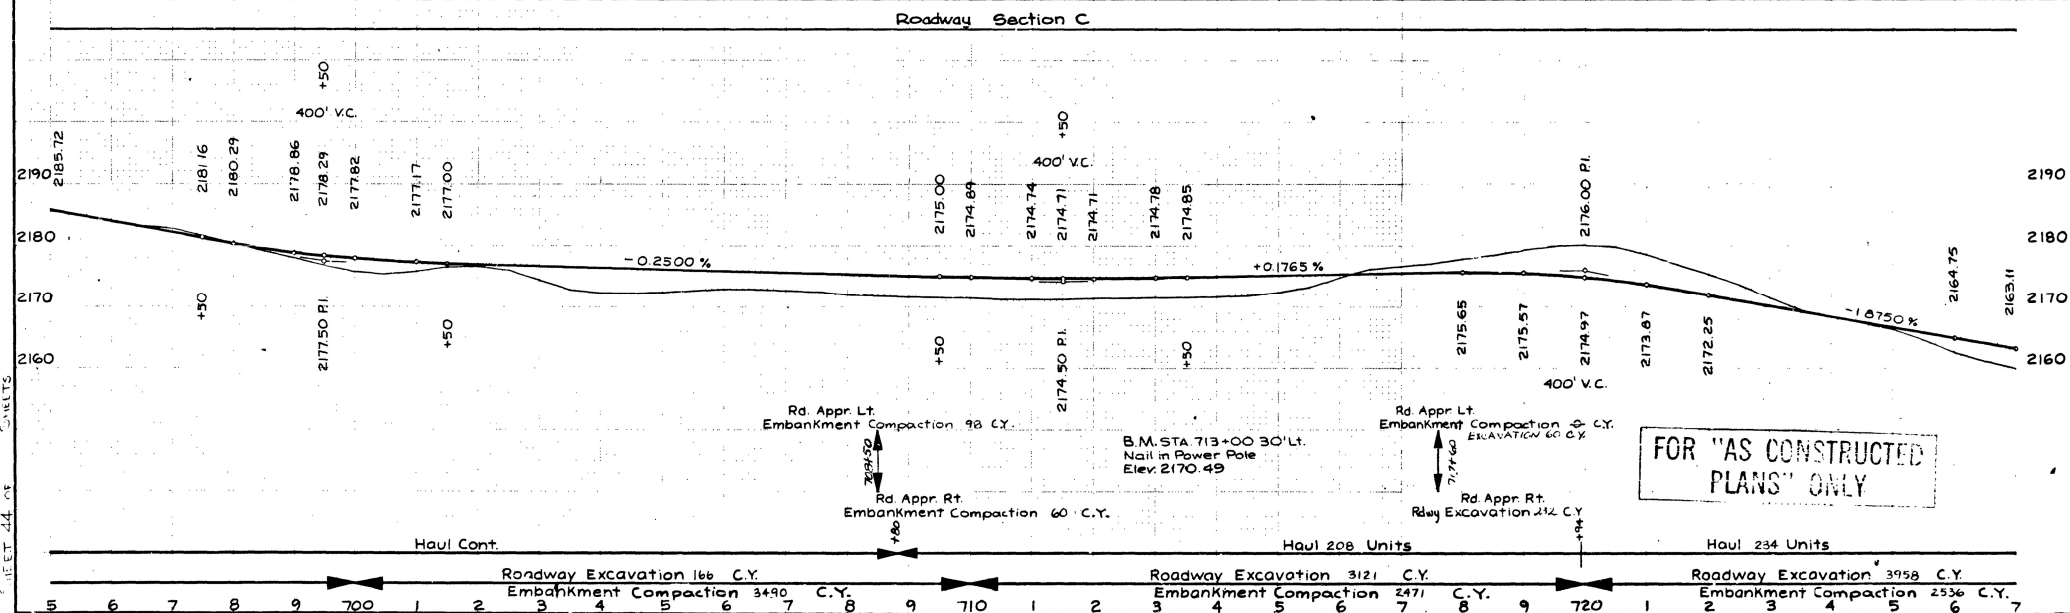 Roadway Section C
+50
400' V.C.
+50
400' V.C.
2185.72
2181.16
2180.29
2178.86
2178.29
2177.82
2177.17
2177.00
2175.00
2174.89
2174.74
2174.71
2174.71
2174.78
2174.85
2176.00 P.I.
2190
2190
2180
2180
-0.2500 %
+0.1765 %
2170
2170
+50
2177.50 P.I.
+50
+50
2174.50 P.I.
+50
2175.65
2175.57
2174.97
2173.87
2172.25
-1.8750 %
2164.75
2163.11
2160
2160
400' V.C.
Rd. Appr. Lt.
Embankment Compaction 98 C.Y.
708+50
Rd. Appr. Rt.
Embankment Compaction 60 C.Y.
B.M. STA. 713+00 30' Lt.
Nail in Power Pole
Elev. 2170.49
Rd. Appr. Lt.
Embankment Compaction C.Y.
EXCAVATION 60 C.Y.
717+60
Rd. Appr. Rt.
Rdwy Excavation 212 C.Y.
FOR "AS CONSTRUCTED
PLANS" ONLY
SHEET 44 OF SHEETS
+80
+94
Haul Cont.
Haul 208 Units
Haul 234 Units
Roadway Excavation 166 C.Y.
Roadway Excavation 3121 C.Y.
Roadway Excavation 3958 C.Y.
Embankment Compaction 3490 C.Y.
Embankment Compaction 2471 C.Y.
Embankment Compaction 2536 C.Y.
5 6 7 8 9 700 1 2 3 4 5 6 7 8 9 710 1 2 3 4 5 6 7 8 9 720 1 2 3 4 5 6 7